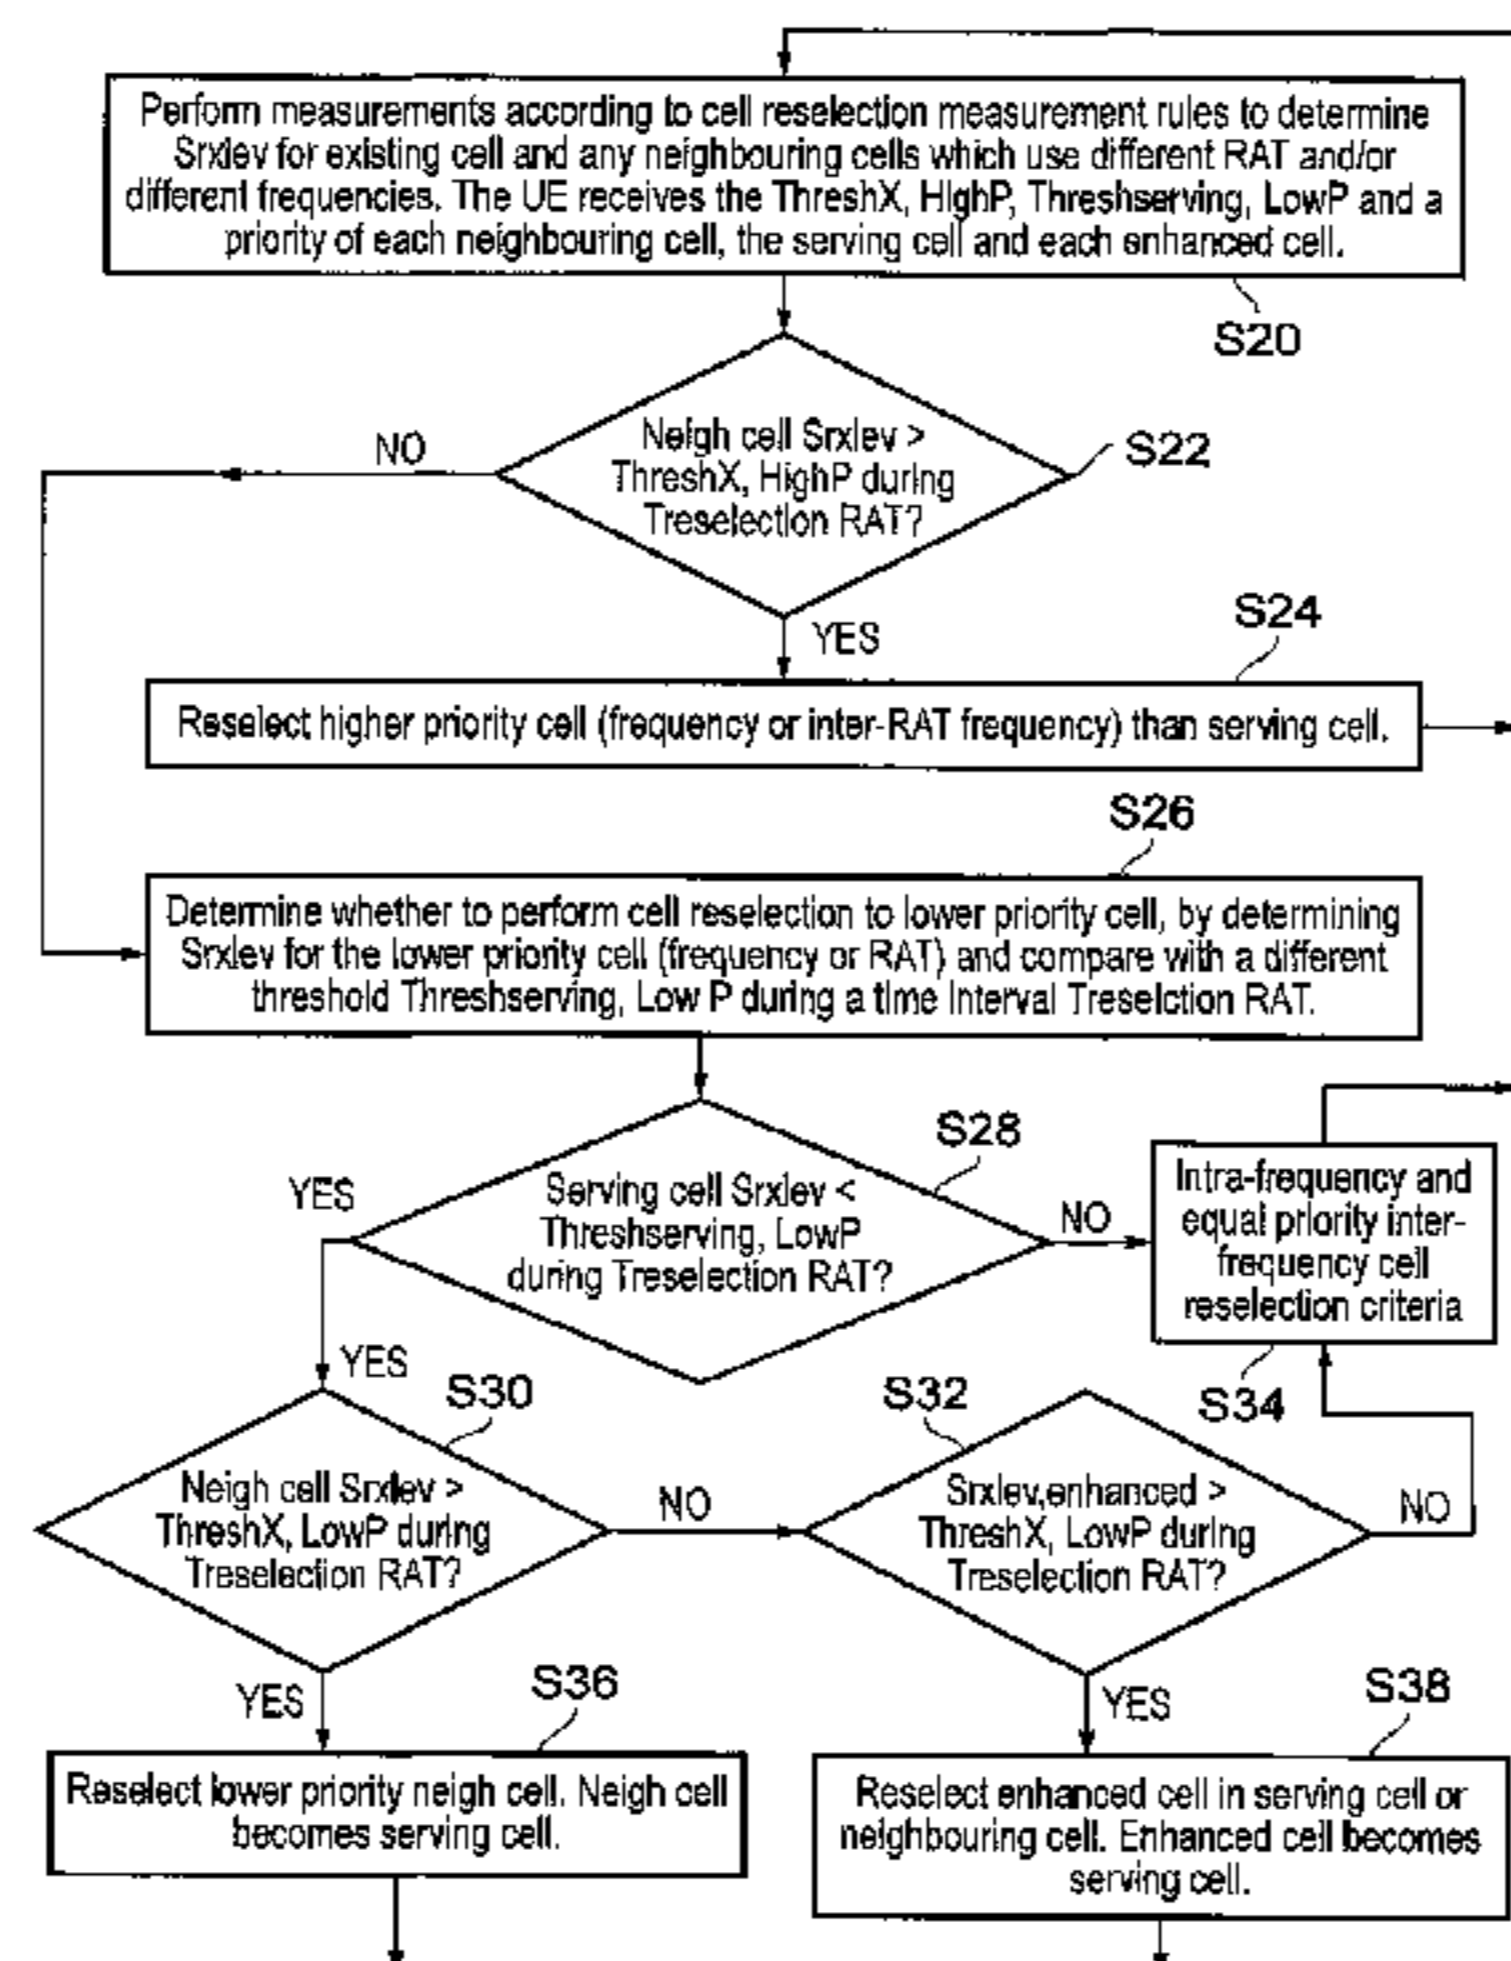 Perform measurements according to cell reselection measurement rules to determine
Srxlev for existing cell and any neighbouring cells which use different RAT and/or
different frequencies. The UE receives the ThreshX, HighP, Threshserving, LowP and a
priority of each neighbouring cell, the serving cell and each enhanced cell.
S20
Neigh cell Srxlev >
ThreshX, HighP during
Treselection RAT?
S22
NO
YES
S24
Reselect higher priority cell (frequency or inter-RAT frequency) than serving cell.
S26
Determine whether to perform cell reselection to lower priority cell, by determining
Srxlev for the lower priority cell (frequency or RAT) and compare with a different
threshold Threshserving, Low P during a time Interval Treselction RAT.
S28
YES
Serving cell Srxlev <
Threshserving, LowP
during Treselection RAT?
NO
Intra-frequency and
equal priority inter-
frequency cell
reselection criteria
S34
YES
S30
Neigh cell Srxlev >
ThreshX, LowP during
Treselection RAT?
NO
S32
Srxlev,enhanced >
ThreshX, LowP during
Treselection RAT?
NO
YES
S36
Reselect lower priority neigh cell. Neigh cell
becomes serving cell.
YES
S38
Reselect enhanced cell in serving cell or
neighbouring cell. Enhanced cell becomes
serving cell.